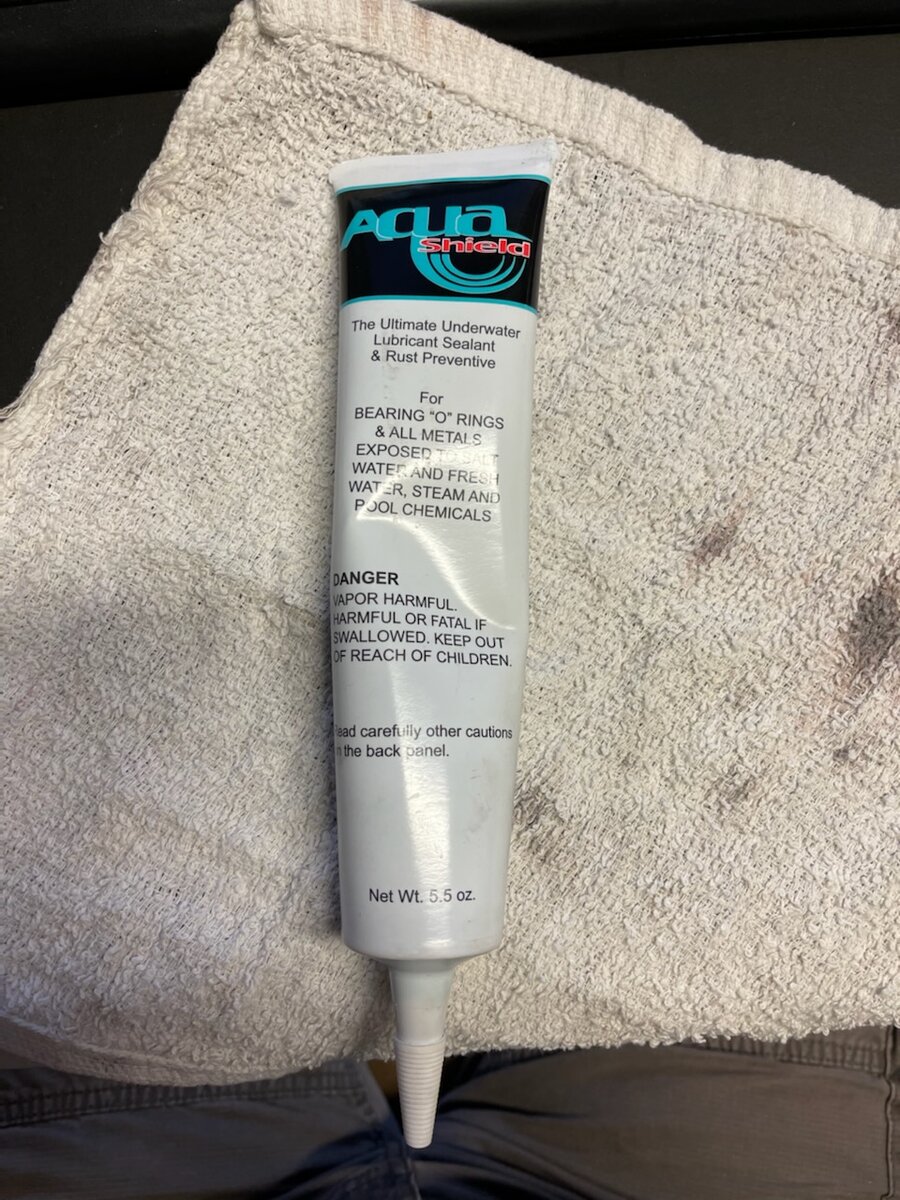 Aqua
Shield
The Ultimate Underwater
Lubricant Sealant
& Rust Preventive
For
BEARING "O" RINGS
& ALL METALS
EXPOSED TO SALT
WATER AND FRESH
WATER, STEAM AND
POOL CHEMICALS
DANGER
VAPOR HARMFUL.
HARMFUL OR FATAL IF
SWALLOWED. KEEP OUT
OF REACH OF CHILDREN.
Read carefully other cautions
in the back panel.
Net Wt. 5.5 oz.